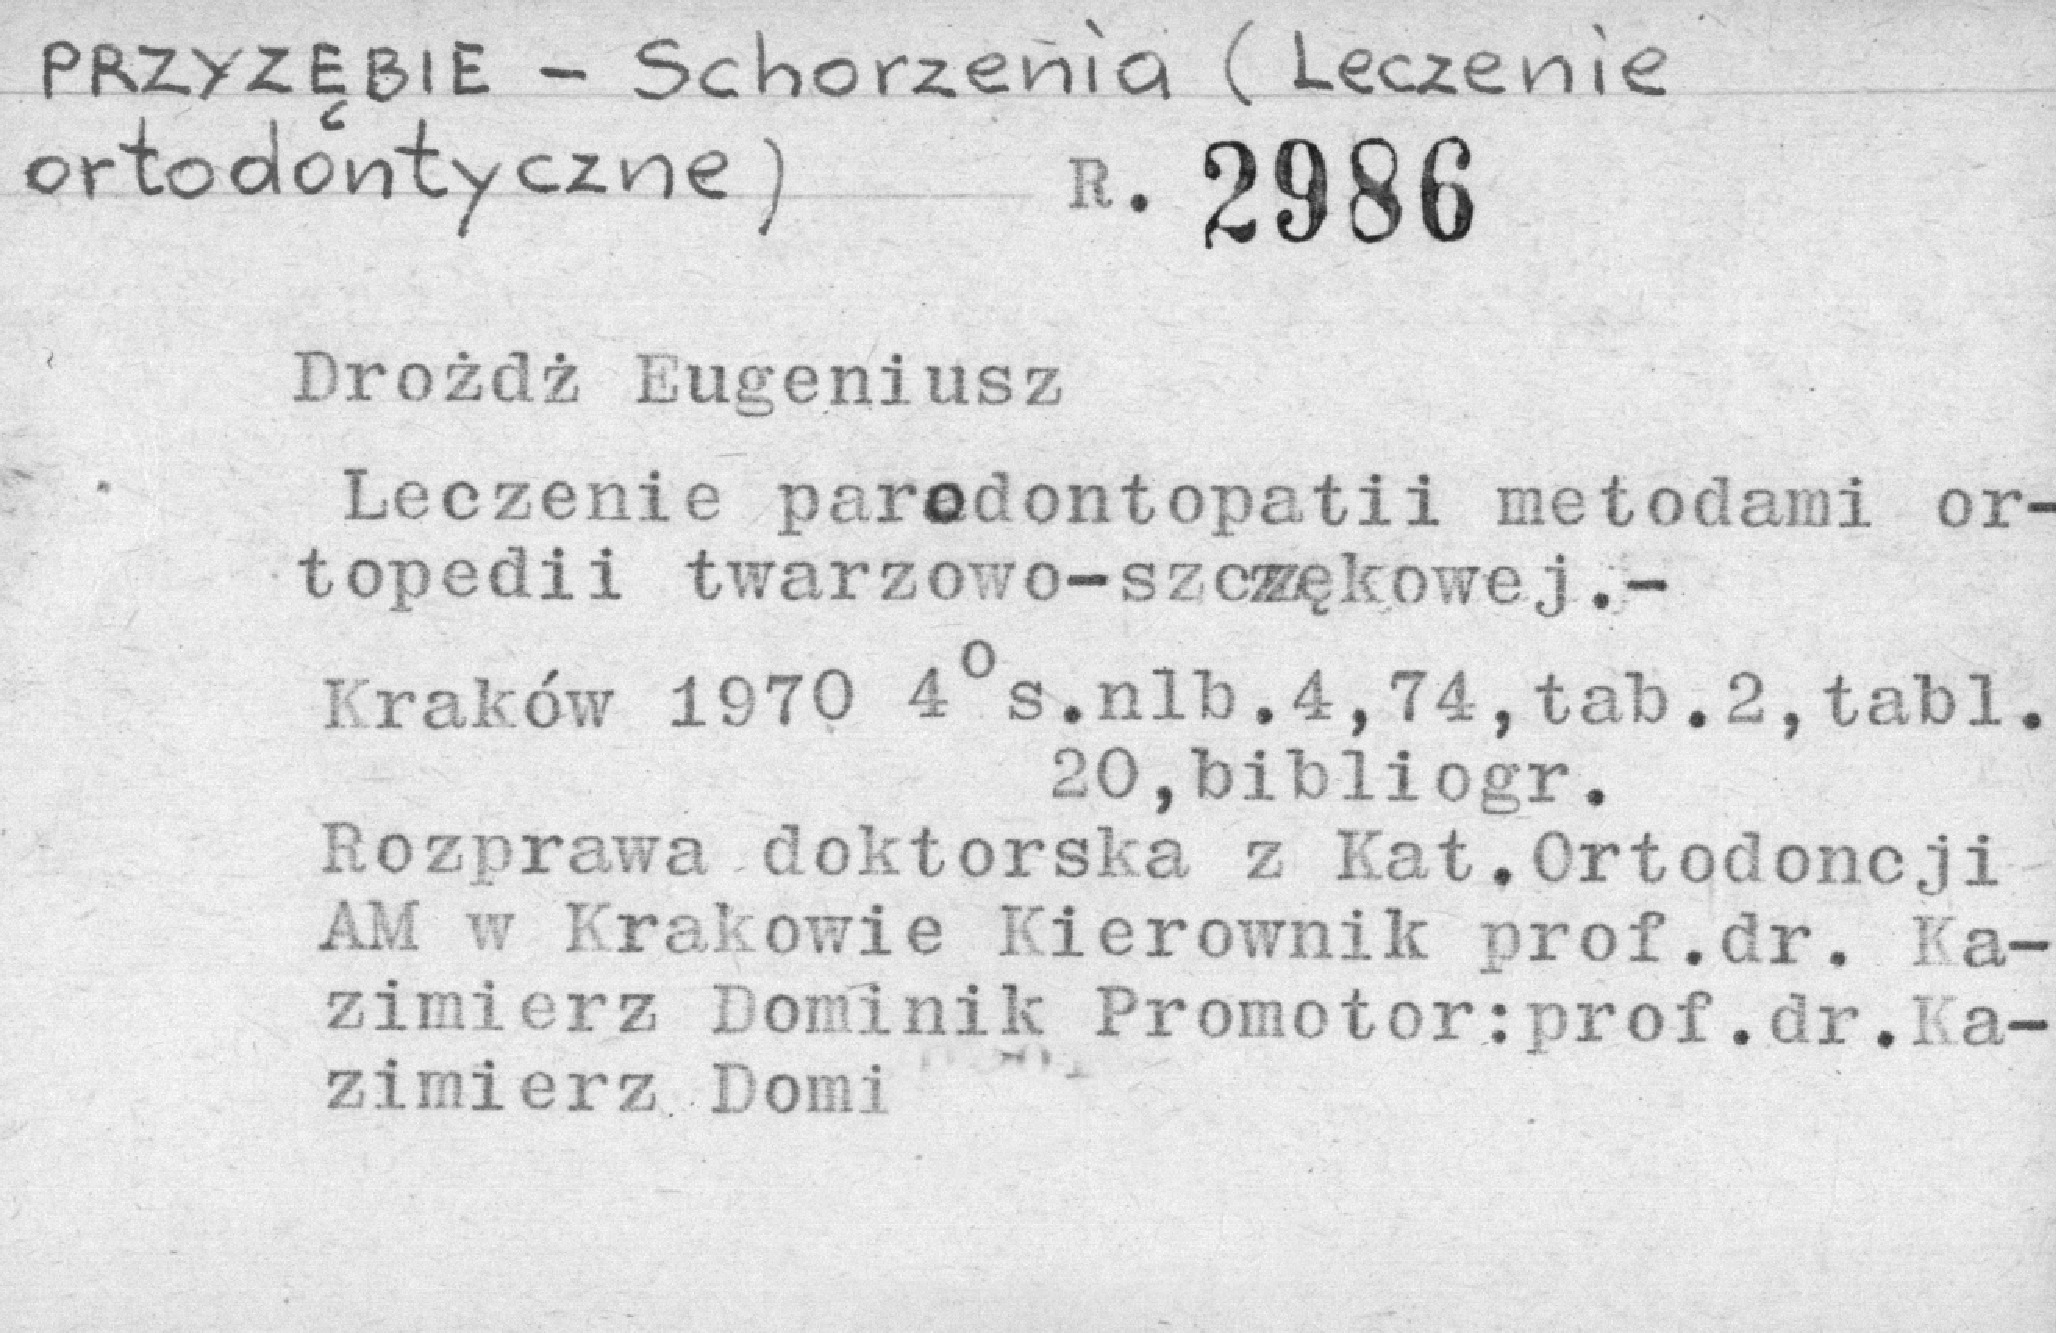 PRZYZĘBIE - Schorzenia (Leczenie
ortodontyczne) R. 2986
Drożdż Eugeniusz
Leczenie parodontopatii metodami or-
topedii twarzowo-szczękowej.-
Kraków 1970 4° s.nlb.4,74,tab.2,tabl.
20,bibliogr.
Rozprawa doktorska z Kat.Ortodoncji
AM w Krakowie Kierownik prof.dr. Ka-
zimierz Dominik Promotor:prof.dr.Ka-
zimierz Domi